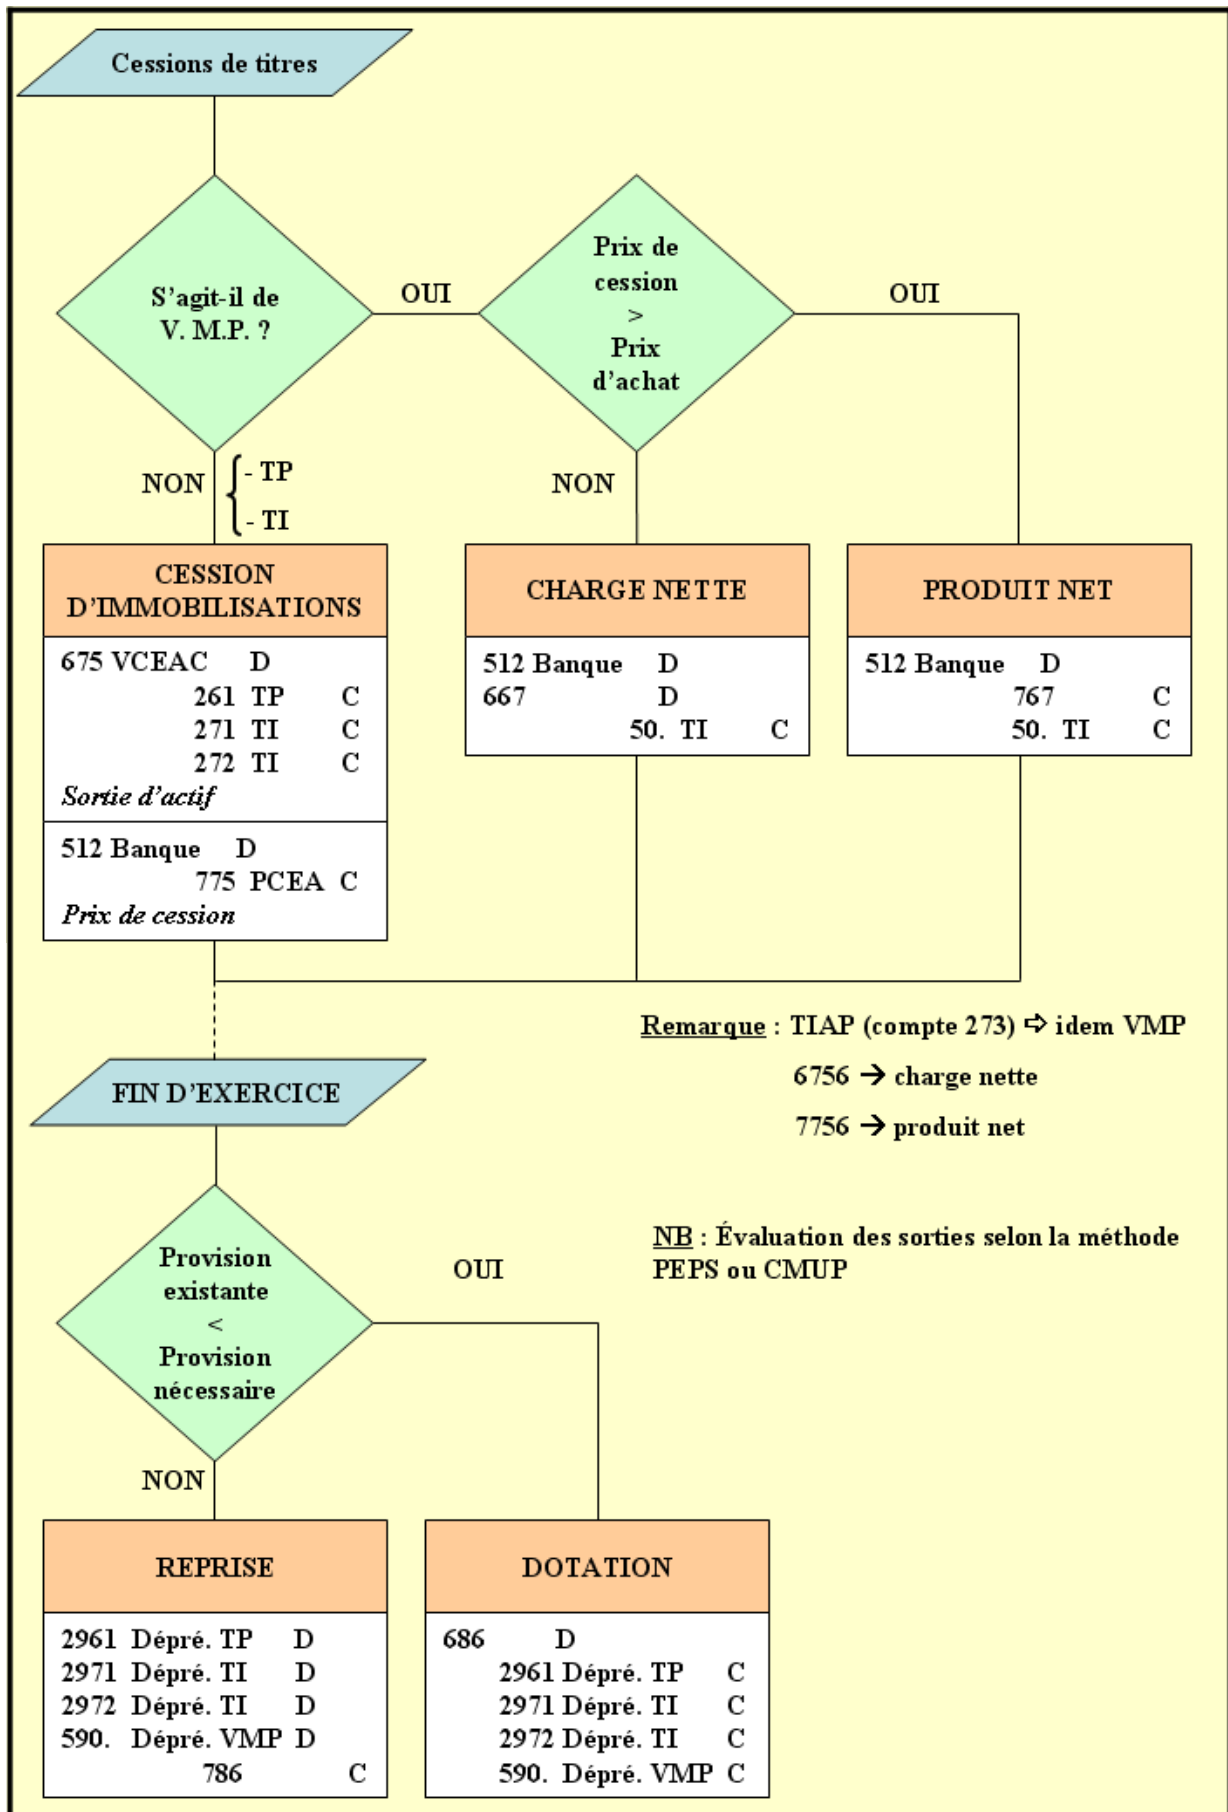 Cessions de titres
S'agit-il de
V. M.P. ?
OUI
Prix de
cession
>
Prix
d'achat
OUI
NON
- TP
- TI
NON
CESSION
D'IMMOBILISATIONS
675 VCEAC D
261 TP C
271 TI C
272 TI C
Sortie d'actif
512 Banque D
775 PCEA C
Prix de cession
CHARGE NETTE
512 Banque D
667 D
50. TI C
PRODUIT NET
512 Banque D
767 C
50. TI C
Remarque : TIAP (compte 273) ⇨ idem VMP
6756 → charge nette
7756 → produit net
FIN D'EXERCICE
Provision
existante
<
Provision
nécessaire
OUI
NON
NB : Évaluation des sorties selon la méthode
PEPS ou CMUP
REPRISE
2961 Dépré. TP D
2971 Dépré. TI D
2972 Dépré. TI D
590. Dépré. VMP D
786 C
DOTATION
686 D
2961 Dépré. TP C
2971 Dépré. TI C
2972 Dépré. TI C
590. Dépré. VMP C